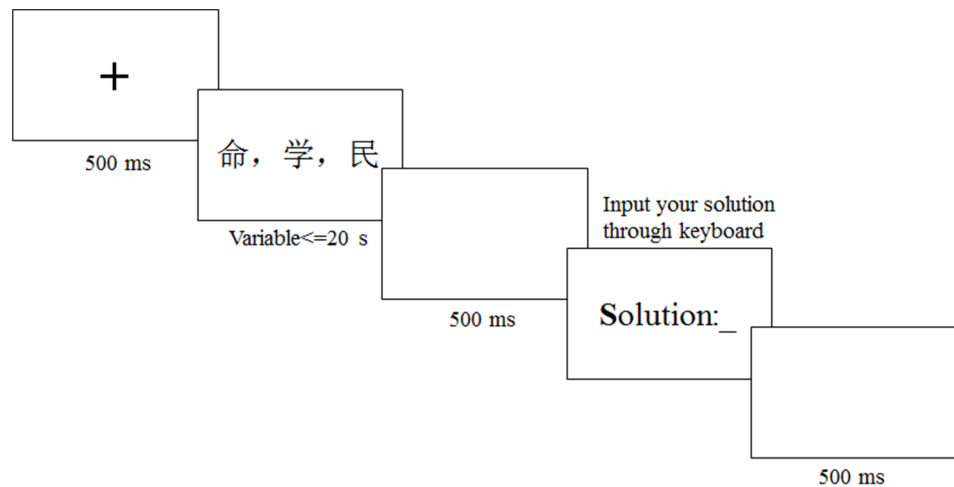 +
500 ms
命，学，民
Variable<=20 s
500 ms
Input your solution
through keyboard
Solution:_
500 ms